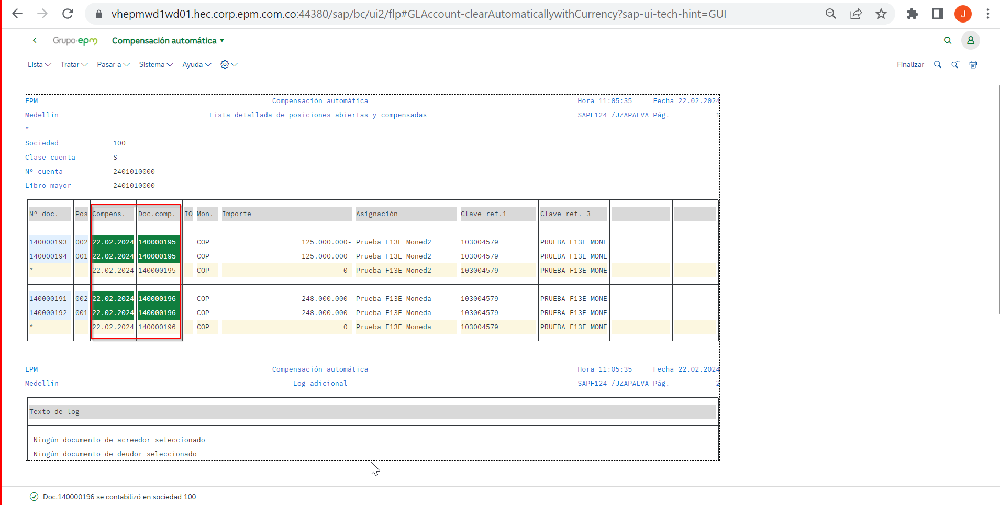 vhepmwd1wd01.hec.corp.epm.com.co:44380/sap/bc/ui2/flp#GLAccount-clearAutomaticallywithCurrency?sap-ui-tech-hint=GUI
J
Grupo·epm Compensación automática
Lista Tratar Pasar a Sistema Ayuda Finalizar
EPM Compensación automática Hora 11:05:35 Fecha 22.02.2024
Medellín Lista detallada de posiciones abiertas y compensadas SAPF124 /JZAPALVA Pág. 1
*
Sociedad 100
Clase cuenta S
Nº cuenta 2401010000
Libro mayor 2401010000
Nº doc. Pos Compens. Doc.comp. IO Mon. Importe Asignación Clave ref.1 Clave ref. 3
140000193 002 22.02.2024 140000195 COP 125.000.000- Prueba F13E Moned2 103004579 PRUEBA F13E MONE
140000194 001 22.02.2024 140000195 COP 125.000.000 Prueba F13E Moned2 103004579 PRUEBA F13E MONE
* 22.02.2024 140000195 COP 0 Prueba F13E Moned2 103004579 PRUEBA F13E MONE
140000191 002 22.02.2024 140000196 COP 248.000.000- Prueba F13E Moneda 103004579 PRUEBA F13E MONE
140000192 001 22.02.2024 140000196 COP 248.000.000 Prueba F13E Moneda 103004579 PRUEBA F13E MONE
* 22.02.2024 140000196 COP 0 Prueba F13E Moneda 103004579 PRUEBA F13E MONE
EPM Compensación automática Hora 11:05:35 Fecha 22.02.2024
Medellín Log adicional SAPF124 /JZAPALVA Pág. 2
Texto de log
Ningún documento de acreedor seleccionado
Ningún documento de deudor seleccionado
Doc.140000196 se contabilizó en sociedad 100